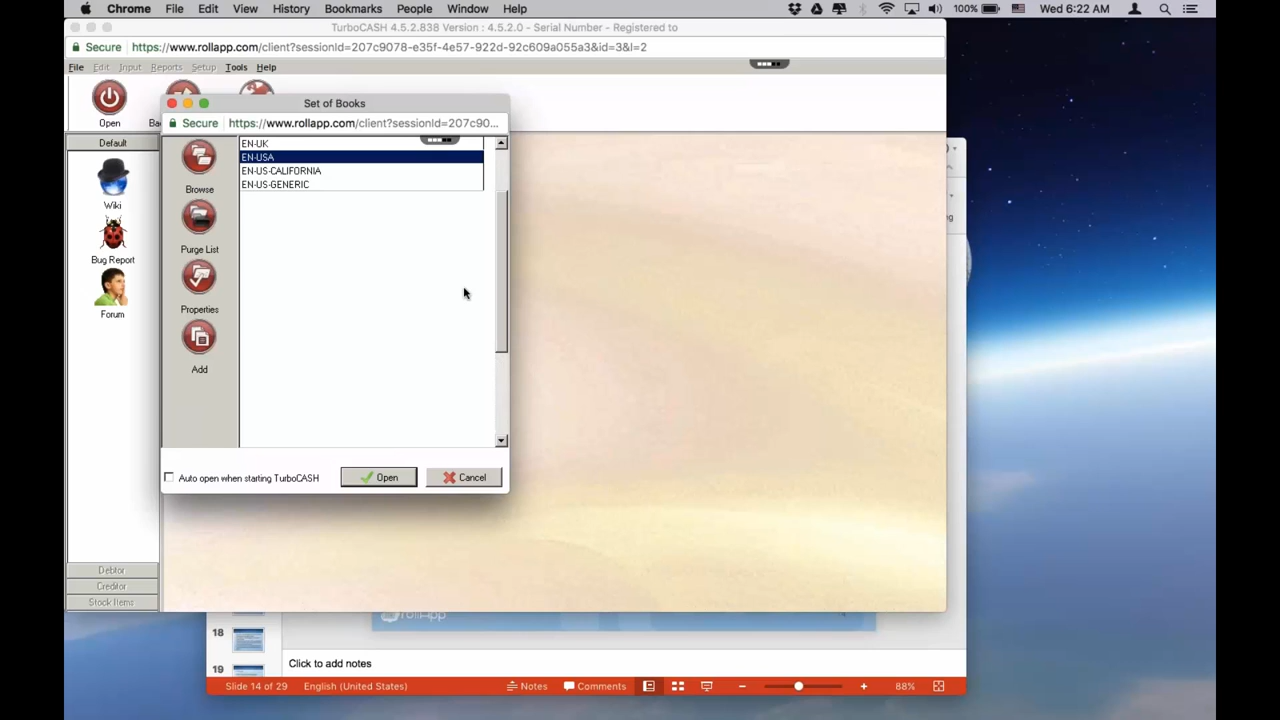 Chrome File Edit View History Bookmarks People Window Help 100% Wed 6:22 AM
TurboCASH 4.5.2.838 Version : 4.5.2.0 - Serial Number - Registered to
Secure https://www.rollapp.com/client?sessionId=207c9078-e35f-4e57-922d-92c609a055a3&id=3&l=2
File Edit Input Reports Setup Tools Help
Open
Default
Wiki
Bug Report
Forum
Debtor
Creditor
Stock Items
Set of Books
Secure https://www.rollapp.com/client?sessionId=207c90...
EN-UK
EN-USA
EN-US-CALIFORNIA
EN-US-GENERIC
Browse
Purge List
Properties
Add
Auto open when starting TurboCASH Open Cancel
rollApp
18
19
Click to add notes
Slide 14 of 29 English (United States) Notes Comments 88%